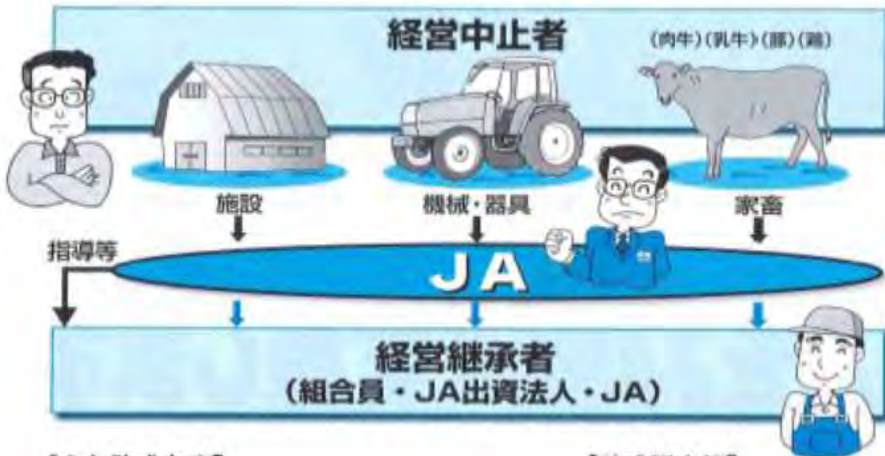 経営中止者
（肉牛）（乳牛）（豚）（鶏）
施設
機械・器具
家畜
指導等
JA
経営継承者
（組合員・JA出資法人・JA）